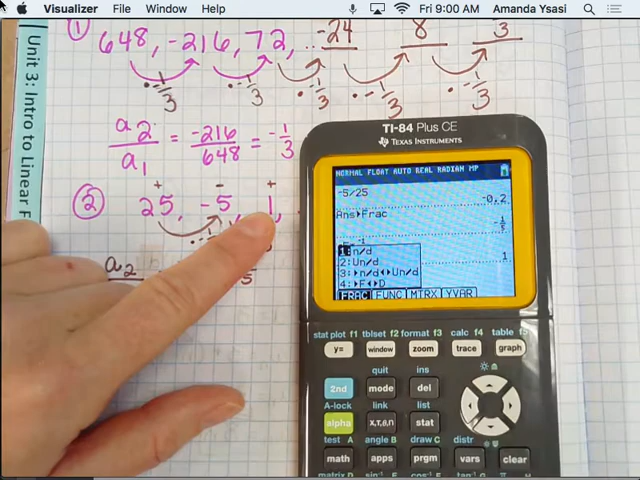 Visualizer File Window Help Fri 9:00 AM Amanda Ysasi
Unit 3: Intro to Linear F
① 648, -216, 72, ... -24 8 3
·-1/3 ·-1/3 ·-1/3 ·-1/3 ·-1/3
a2/a1 = -216/648 = -1/3
+ - +
② 25, -5, 1,
a2
TI-84 Plus CE
TEXAS INSTRUMENTS
NORMAL FLOAT AUTO REAL RADIAN MP
-5/25
-0.2
Ans▸Frac
-1/5
1
1:n/d
2:Un/d
3:▸n/d◂▸Un/d
4:▸F◂▸D
FRAC FUNC MTRX YVAR
stat plot f1 tblset f2 format f3 calc f4 table f5
y= window zoom trace graph
quit ins
2nd mode del
A-lock link list
alpha X,T,θ,n stat
test A angle B draw C distr
math apps prgm vars clear